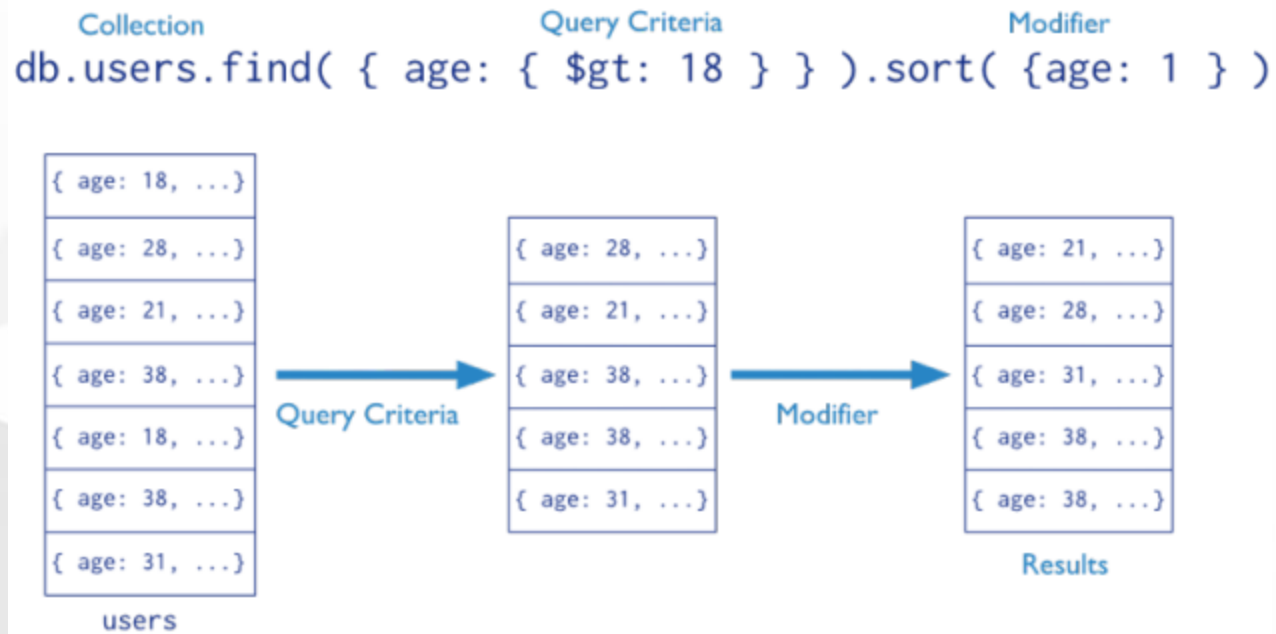 Collection
Query Criteria
Modifier
db.users.find( { age: { $gt: 18 } } ).sort( {age: 1 } )
{ age: 18, ...}
{ age: 28, ...}
{ age: 21, ...}
{ age: 38, ...}
{ age: 18, ...}
{ age: 38, ...}
{ age: 31, ...}
users
Query Criteria
{ age: 28, ...}
{ age: 21, ...}
{ age: 38, ...}
{ age: 38, ...}
{ age: 31, ...}
Modifier
{ age: 21, ...}
{ age: 28, ...}
{ age: 31, ...}
{ age: 38, ...}
{ age: 38, ...}
Results